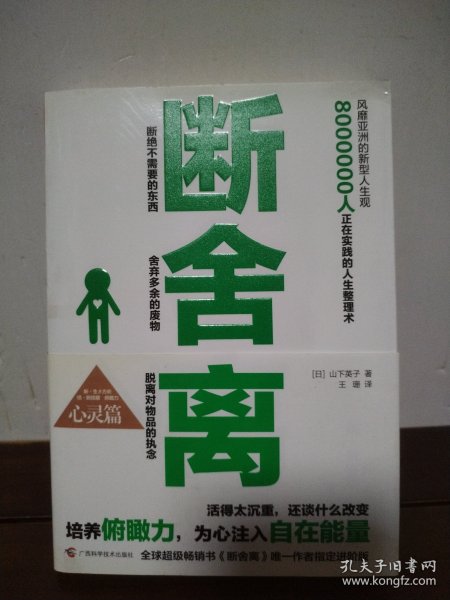 风靡亚洲的新型人生观
8000000人正在实践的人生整理术
断舍离
断绝不需要的东西
舍弃多余的废物
脱离对物品的执念
[日] 山下英子 著
王珊 译
心灵篇
活得太沉重,还谈什么改变
培养俯瞰力,为心注入自在能量
广西科学技术出版社
全球超级畅销书《断舍离》唯一作者指定进阶版
孔夫子旧书网
www.kongfz.com